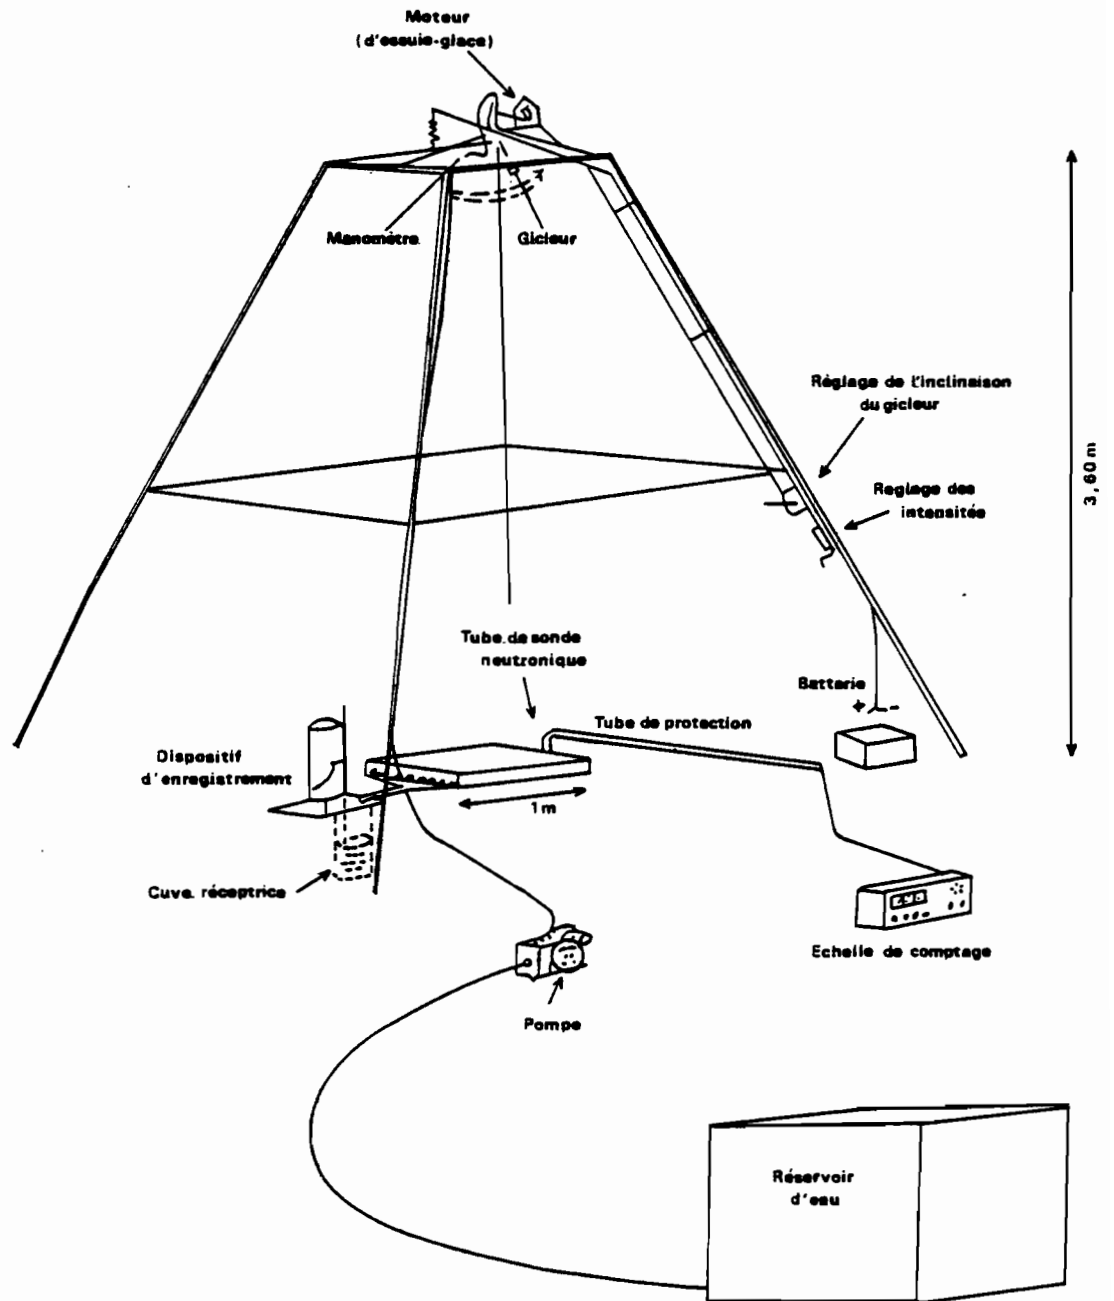 Moteur
(d'essuie-glace)
Manomètre
Gicleur
Réglage de l'inclinaison
du gicleur
Reglage des
intensités
3,60 m
Tube de sonde
neutronique
Batterie
+ -
Tube de protection
Dispositif
d'enregistrement
1 m
Cuve réceptrice
Echelle de comptage
Pompe
Réservoir
d'eau